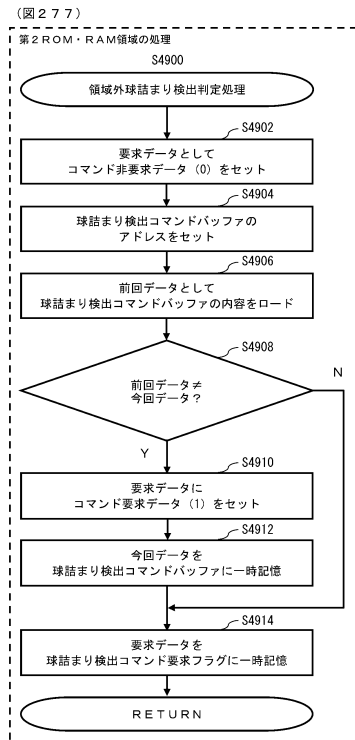 （図２７７）
第２ＲＯＭ・ＲＡＭ領域の処理
S4900
領域外球詰まり検出判定処理
S4902
要求データとして
コマンド非要求データ（0）をセット
S4904
球詰まり検出コマンドバッファの
アドレスをセット
S4906
前回データとして
球詰まり検出コマンドバッファの内容をロード
S4908
前回データ≠
今回データ？
N
Y
S4910
要求データに
コマンド要求データ（1）をセット
S4912
今回データを
球詰まり検出コマンドバッファに一時記憶
S4914
要求データを
球詰まり検出コマンド要求フラグに一時記憶
ＲＥＴＵＲＮ